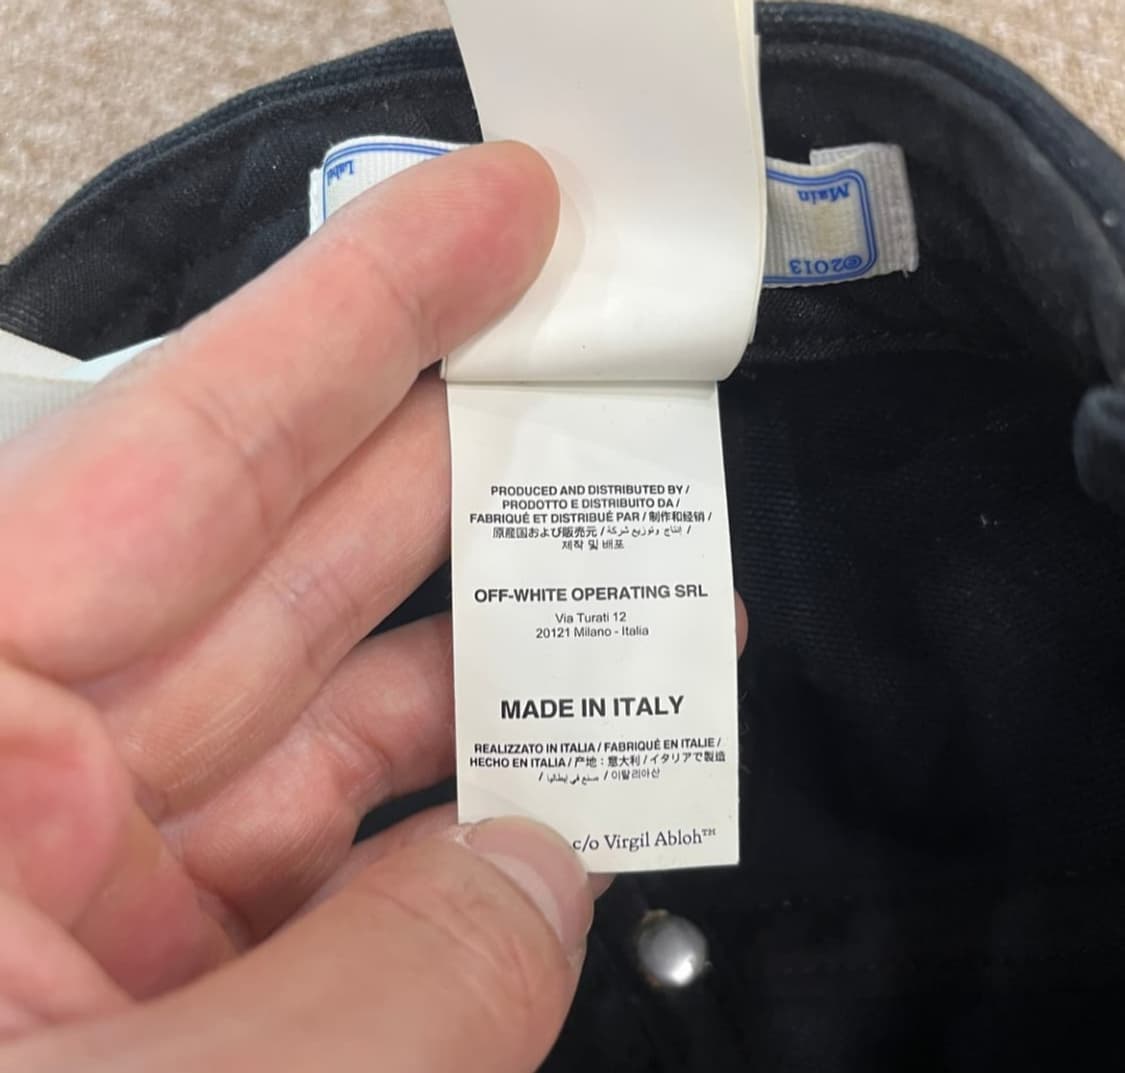 Label
Main
©2013
PRODUCED AND DISTRIBUTED BY /
PRODOTTO E DISTRIBUITO DA /
FABRIQUÉ ET DISTRIBUÉ PAR / 制作和经销 /
原産国および販売元 / إنتاج وتوزيع شركة /
제작 및 배포
OFF-WHITE OPERATING SRL
Via Turati 12
20121 Milano - Italia
MADE IN ITALY
REALIZZATO IN ITALIA / FABRIQUÉ EN ITALIE /
HECHO EN ITALIA / 产地：意大利 / イタリアで製造
/ صنع في إيطاليا / 이탈리아산
c/o Virgil Abloh™